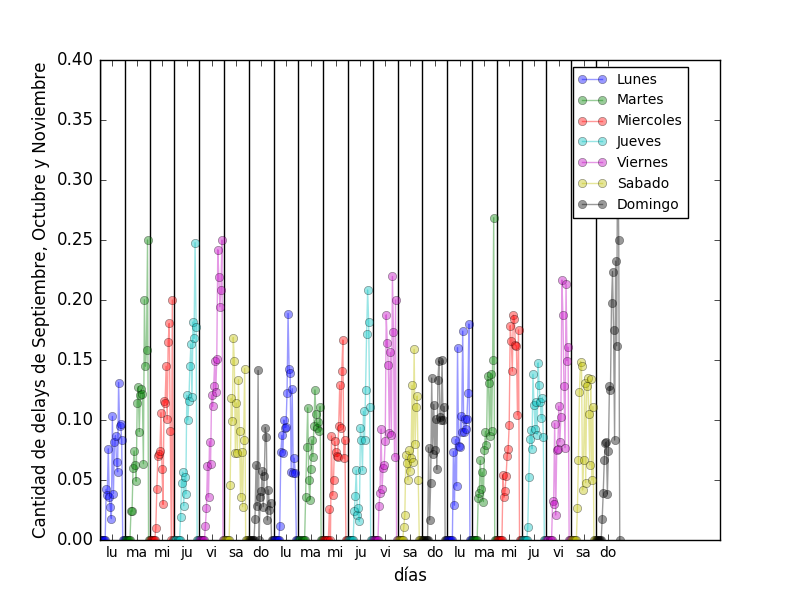 Cantidad de delays de Septiembre, Octubre y Noviembre
0.40
0.35
0.30
0.25
0.20
0.15
0.10
0.05
0.00
Lunes
Martes
Miercoles
Jueves
Viernes
Sabado
Domingo
lu ma mi ju vi sa do lu ma mi ju vi sa do lu ma mi ju vi sa do
días